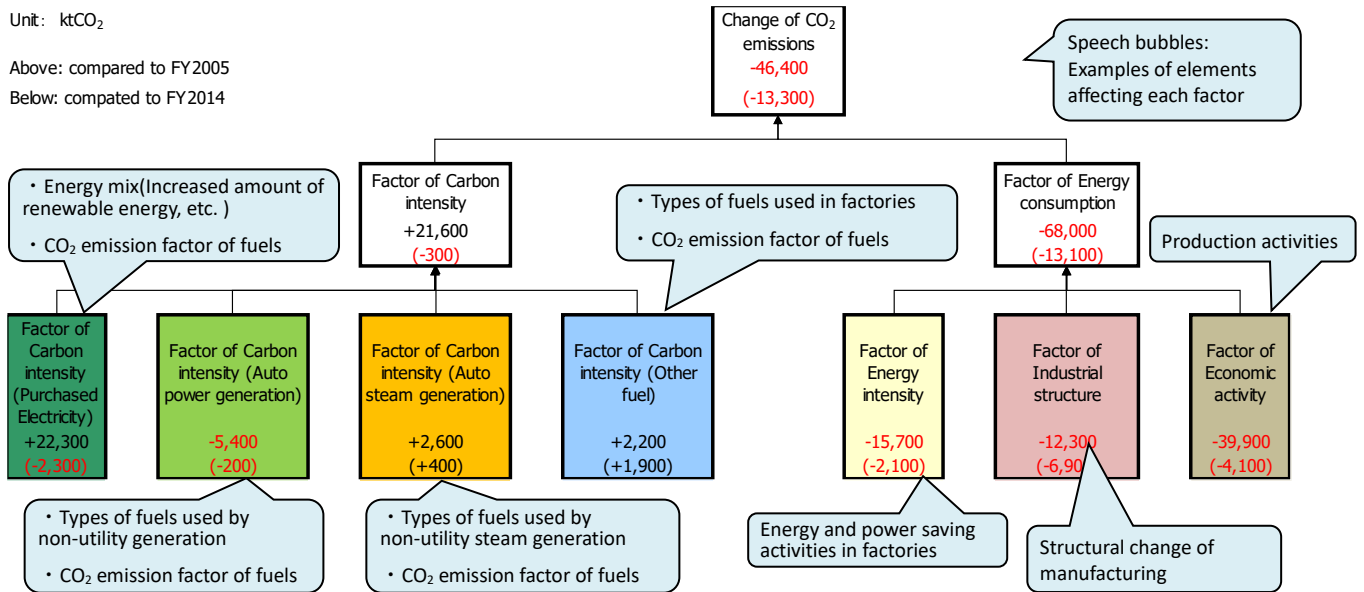 Unit: ktCO₂
Above: compared to FY2005
Below: compated to FY2014
Change of CO₂
emissions
-46,400
(-13,300)
Speech bubbles:
Examples of elements
affecting each factor
・Energy mix(Increased amount of
renewable energy, etc. )
・CO₂ emission factor of fuels
Factor of Carbon
intensity
+21,600
(-300)
・Types of fuels used in factories
・CO₂ emission factor of fuels
Factor of Energy
consumption
-68,000
(-13,100)
Production activities
Factor of
Carbon
intensity
(Purchased
Electricity)
+22,300
(-2,300)
Factor of Carbon
intensity (Auto
power generation)
-5,400
(-200)
Factor of Carbon
intensity (Auto
steam generation)
+2,600
(+400)
Factor of Carbon
intensity (Other
fuel)
+2,200
(+1,900)
Factor of
Energy
intensity
-15,700
(-2,100)
Factor of
Industrial
structure
-12,300
(-6,90
Factor of
Economic
activity
-39,900
(-4,100)
・Types of fuels used by
non-utility generation
・CO₂ emission factor of fuels
・Types of fuels used by
non-utility steam generation
・CO₂ emission factor of fuels
Energy and power saving
activities in factories
Structural change of
manufacturing